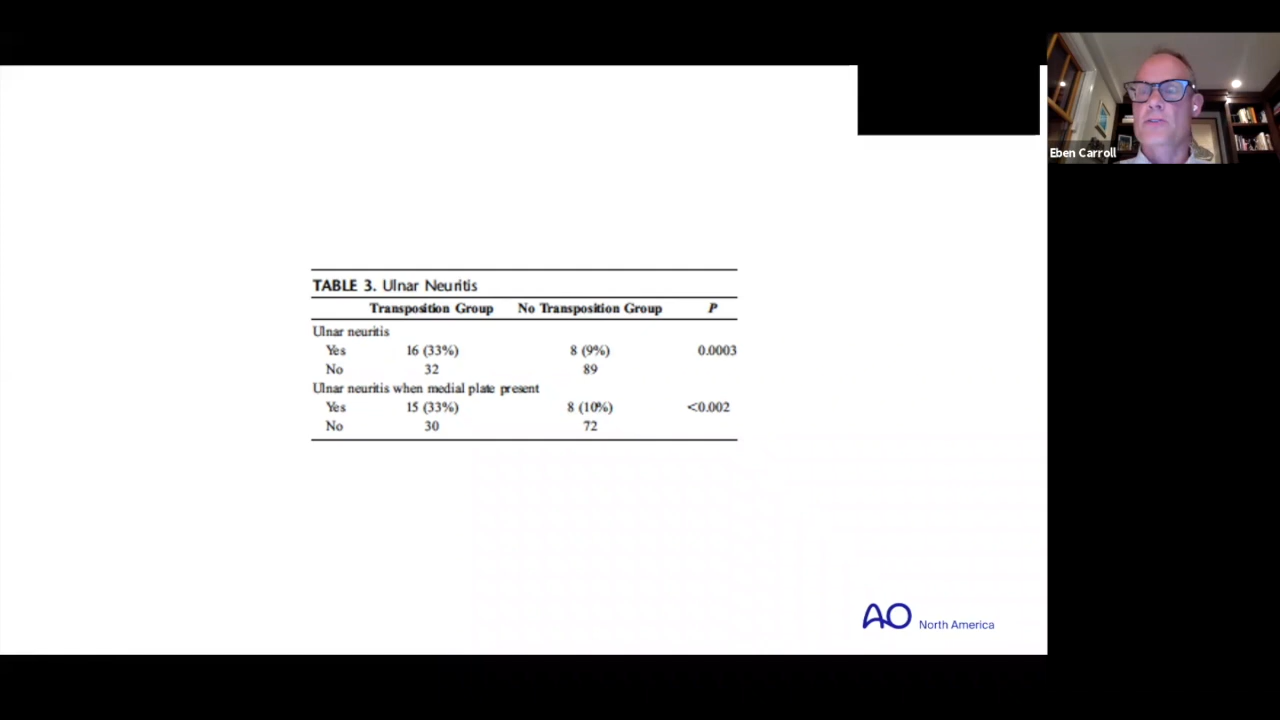 Eben Carroll
TABLE 3. Ulnar Neuritis
Transposition Group No Transposition Group P
Ulnar neuritis
Yes 16 (33%) 8 (9%) 0.0003
No 32 89
Ulnar neuritis when medial plate present
Yes 15 (33%) 8 (10%) <0.002
No 30 72
AO North America